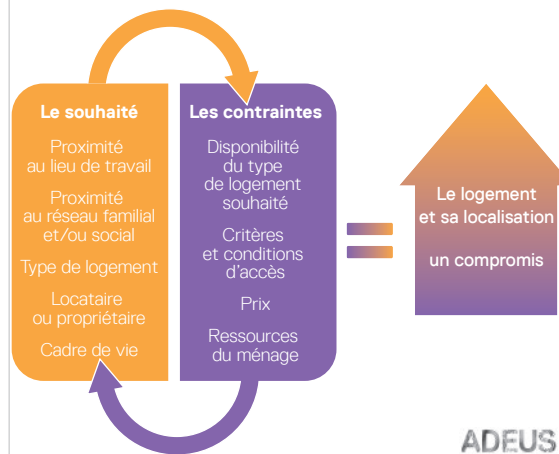 Le souhaité
Proximité
au lieu de travail
Proximité
au réseau familial
et/ou social
Type de logement
Locataire
ou propriétaire
Cadre de vie
Les contraintes
Disponibilité
du type
de logement
souhaité
Critères
et conditions
d'accès
Prix
Ressources
du ménage
Le logement
et sa localisation
un compromis
ADEUS